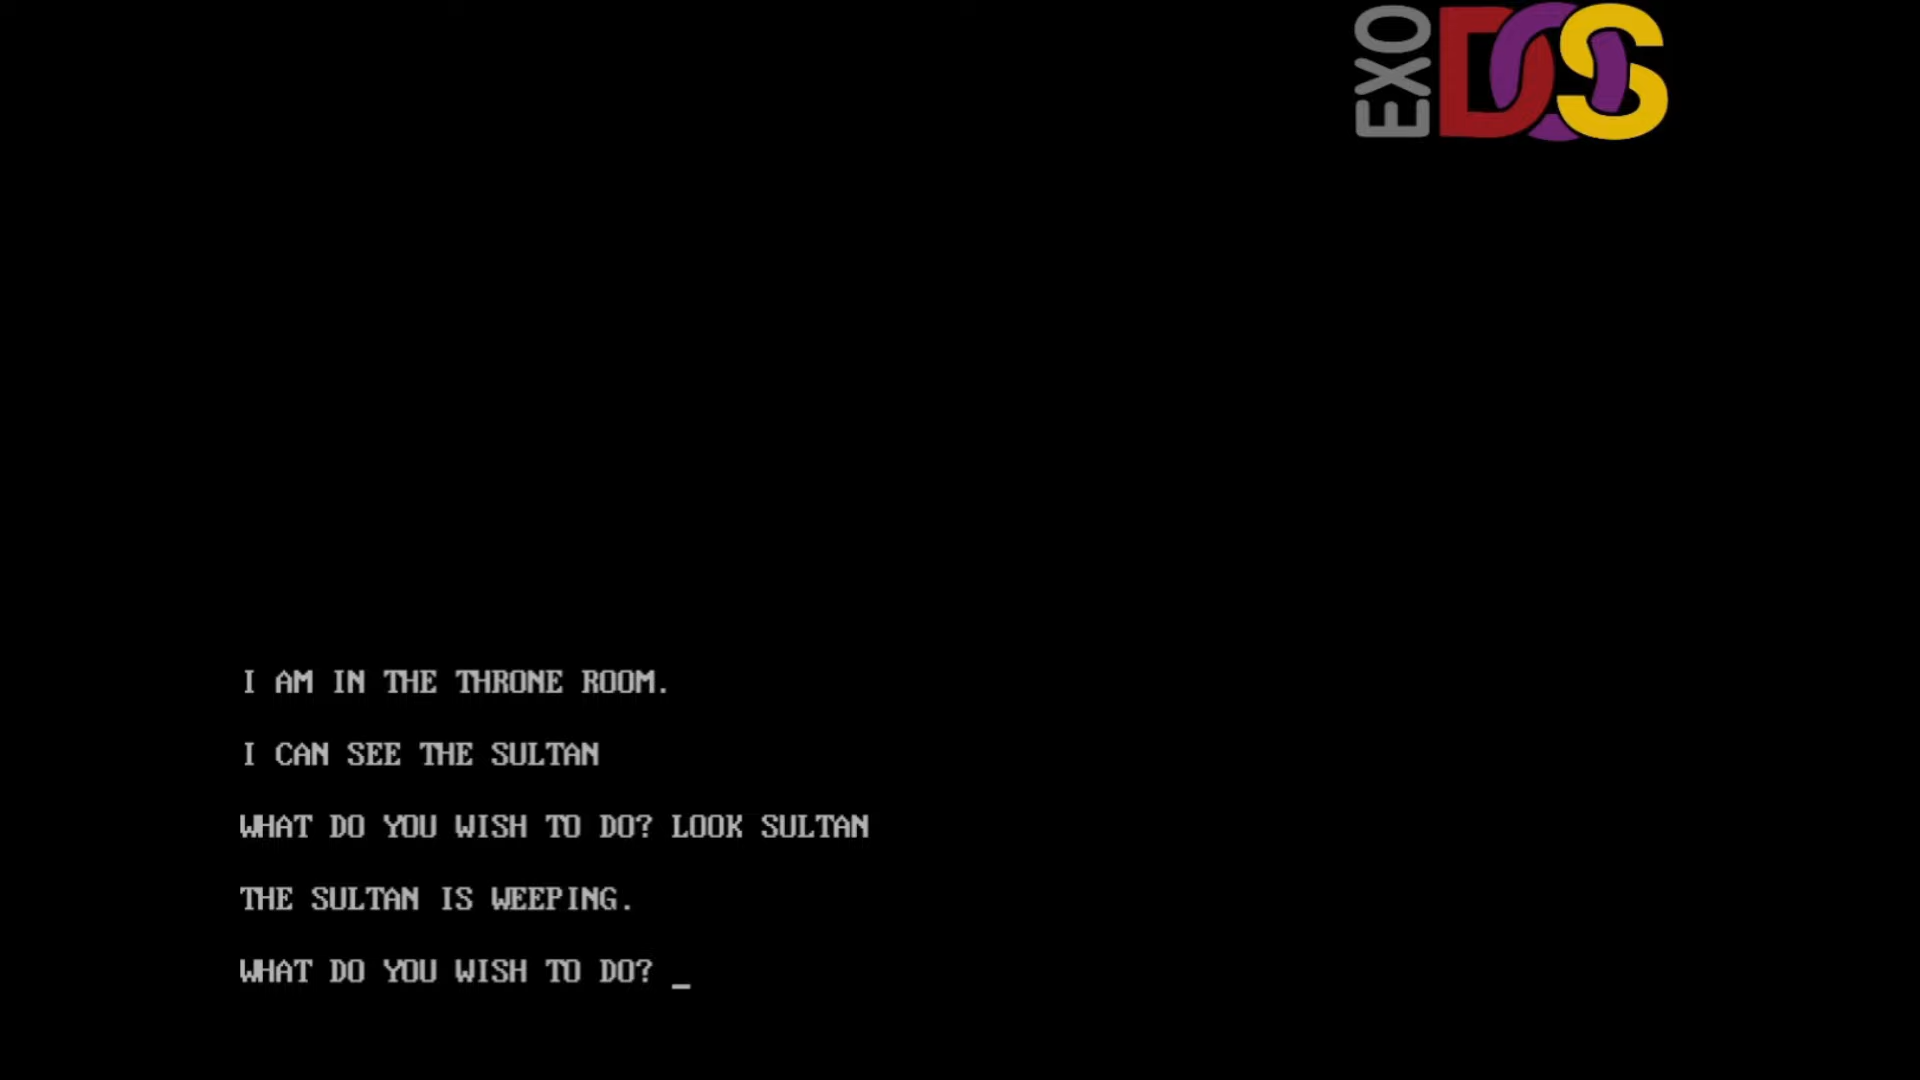 EXO DOS
I AM IN THE THRONE ROOM.
I CAN SEE THE SULTAN
WHAT DO YOU WISH TO DO? LOOK SULTAN
THE SULTAN IS WEEPING.
WHAT DO YOU WISH TO DO? _